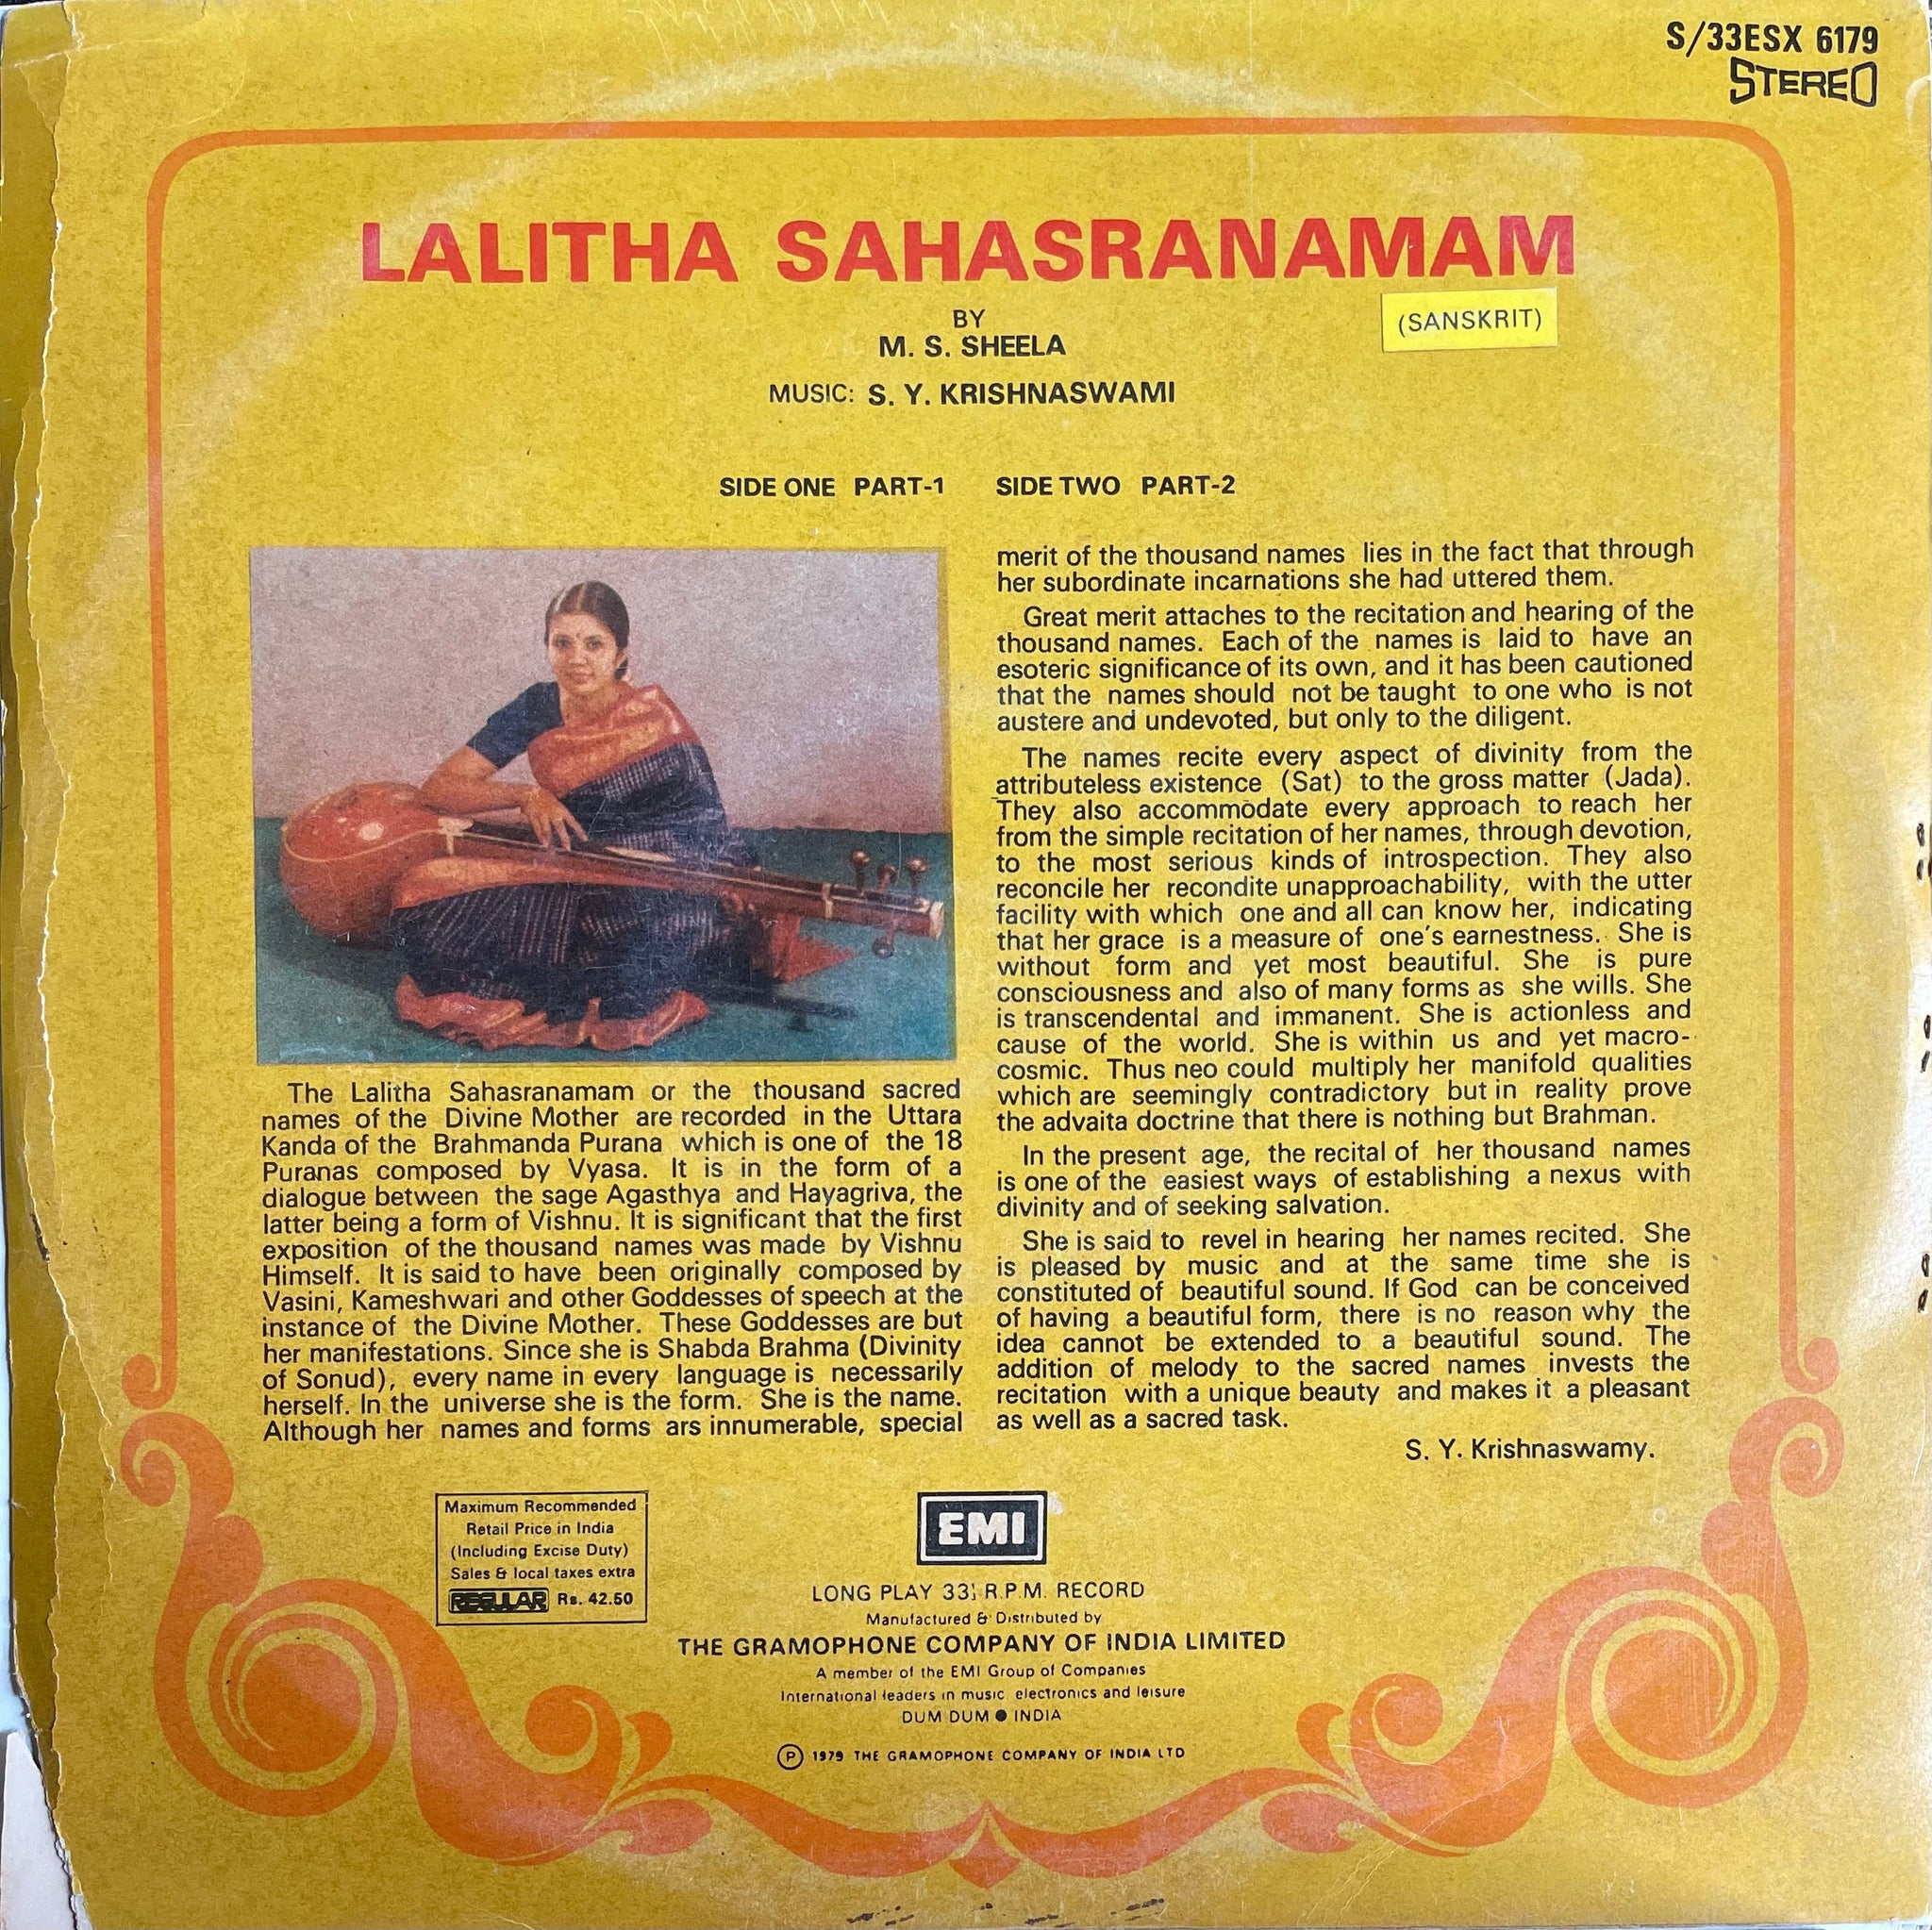 S/33ESX 6179
STEREO
LALITHA SAHASRANAMAM
(SANSKRIT)
BY
M. S. SHEELA
MUSIC: S. Y. KRISHNASWAMI
SIDE ONE PART-1 SIDE TWO PART-2
The Lalitha Sahasranamam or the thousand sacred
names of the Divine Mother are recorded in the Uttara
Kanda of the Brahmanda Purana which is one of the 18
Puranas composed by Vyasa. It is in the form of a
dialogue between the sage Agasthya and Hayagriva, the
latter being a form of Vishnu. It is significant that the first
exposition of the thousand names was made by Vishnu
Himself. It is said to have been originally composed by
Vasini, Kameshwari and other Goddesses of speech at the
instance of the Divine Mother. These Goddesses are but
her manifestations. Since she is Shabda Brahma (Divinity
of Sonud), every name in every language is necessarily
herself. In the universe she is the form. She is the name.
Although her names and forms ars innumerable, special
merit of the thousand names lies in the fact that through
her subordinate incarnations she had uttered them.
Great merit attaches to the recitation and hearing of the
thousand names. Each of the names is laid to have an
esoteric significance of its own, and it has been cautioned
that the names should not be taught to one who is not
austere and undevoted, but only to the diligent.
The names recite every aspect of divinity from the
attributeless existence (Sat) to the gross matter (Jada).
They also accommodate every approach to reach her
from the simple recitation of her names, through devotion,
to the most serious kinds of introspection. They also
reconcile her recondite unapproachability, with the utter
facility with which one and all can know her, indicating
that her grace is a measure of one's earnestness. She is
without form and yet most beautiful. She is pure
consciousness and also of many forms as she wills. She
is transcendental and immanent. She is actionless and
cause of the world. She is within us and yet macro-
cosmic. Thus neo could multiply her manifold qualities
which are seemingly contradictory but in reality prove
the advaita doctrine that there is nothing but Brahman.
In the present age, the recital of her thousand names
is one of the easiest ways of establishing a nexus with
divinity and of seeking salvation.
She is said to revel in hearing her names recited. She
is pleased by music and at the same time she is
constituted of beautiful sound. If God can be conceived
of having a beautiful form, there is no reason why the
idea cannot be extended to a beautiful sound. The
addition of melody to the sacred names invests the
recitation with a unique beauty and makes it a pleasant
as well as a sacred task.
S. Y. Krishnaswamy.
Maximum Recommended
Retail Price in India
(Including Excise Duty)
Sales & local taxes extra
REGULAR Rs. 42.50
EMI
LONG PLAY 33⅓ R.P.M. RECORD
Manufactured & Distributed by
THE GRAMOPHONE COMPANY OF INDIA LIMITED
A member of the EMI Group of Companies
International leaders in music electronics and leisure
DUM DUM ● INDIA
Ⓟ 1979 THE GRAMOPHONE COMPANY OF INDIA LTD